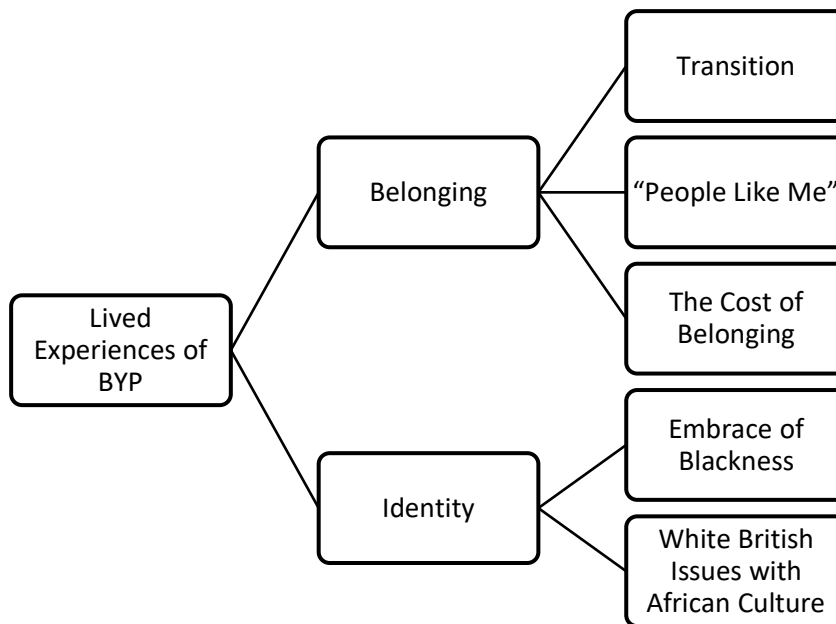 Lived
Experiences of
BYP
Belonging
Transition
“People Like Me”
The Cost of
Belonging
Identity
Embrace of
Blackness
White British
Issues with
African Culture